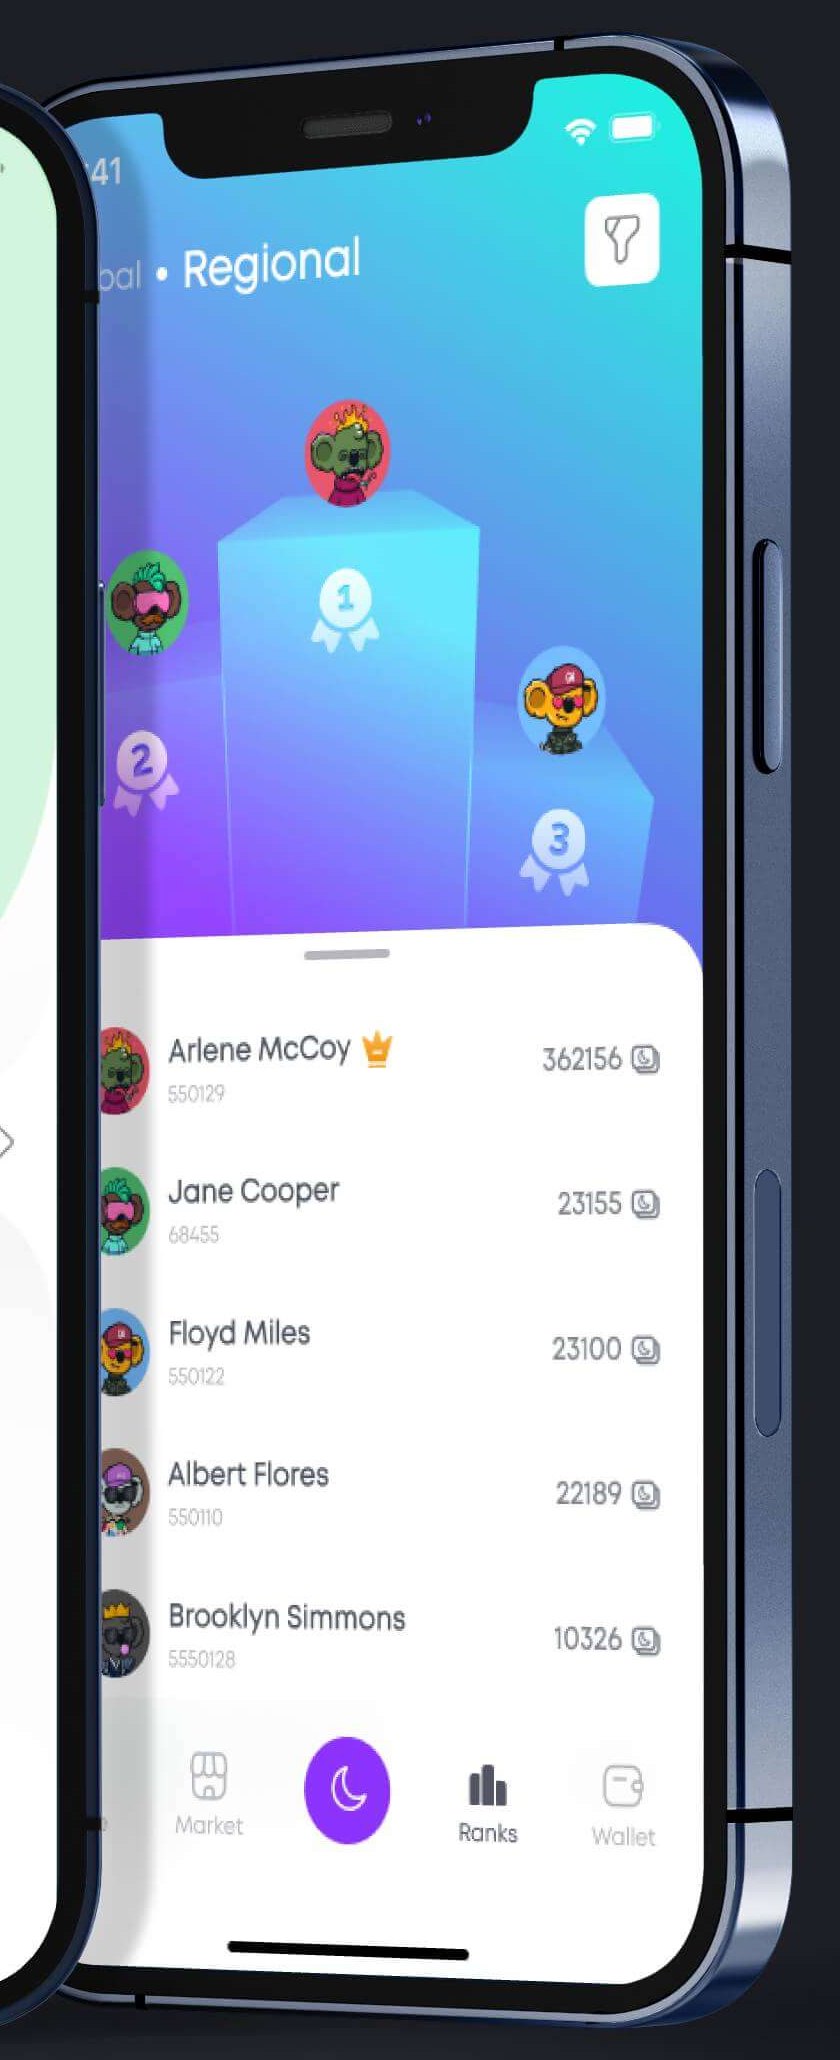 41
bal • Regional
1
2
3
Arlene McCoy
550129
362156
Jane Cooper
68455
23155
Floyd Miles
550122
23100
Albert Flores
550110
22189
Brooklyn Simmons
5550128
10326
Market
Ranks
Wallet